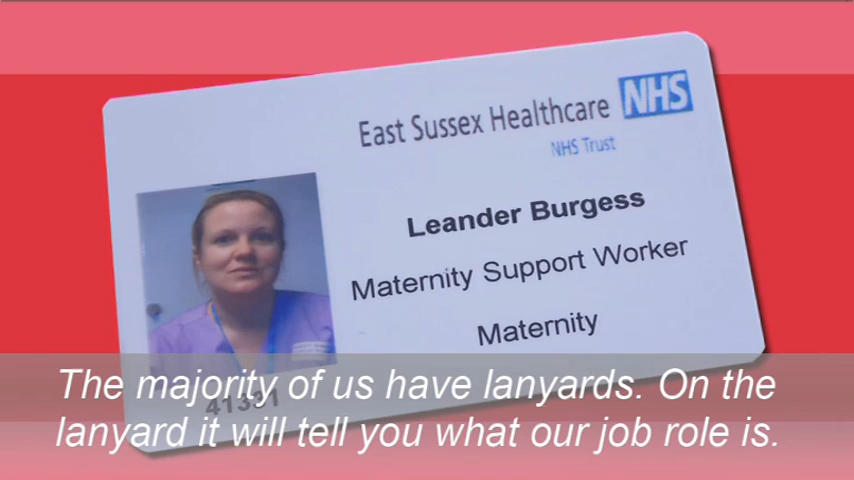 East Sussex Healthcare NHS
NHS Trust
Leander Burgess
Maternity Support Worker
Maternity
41331
The majority of us have lanyards. On the
lanyard it will tell you what our job role is.